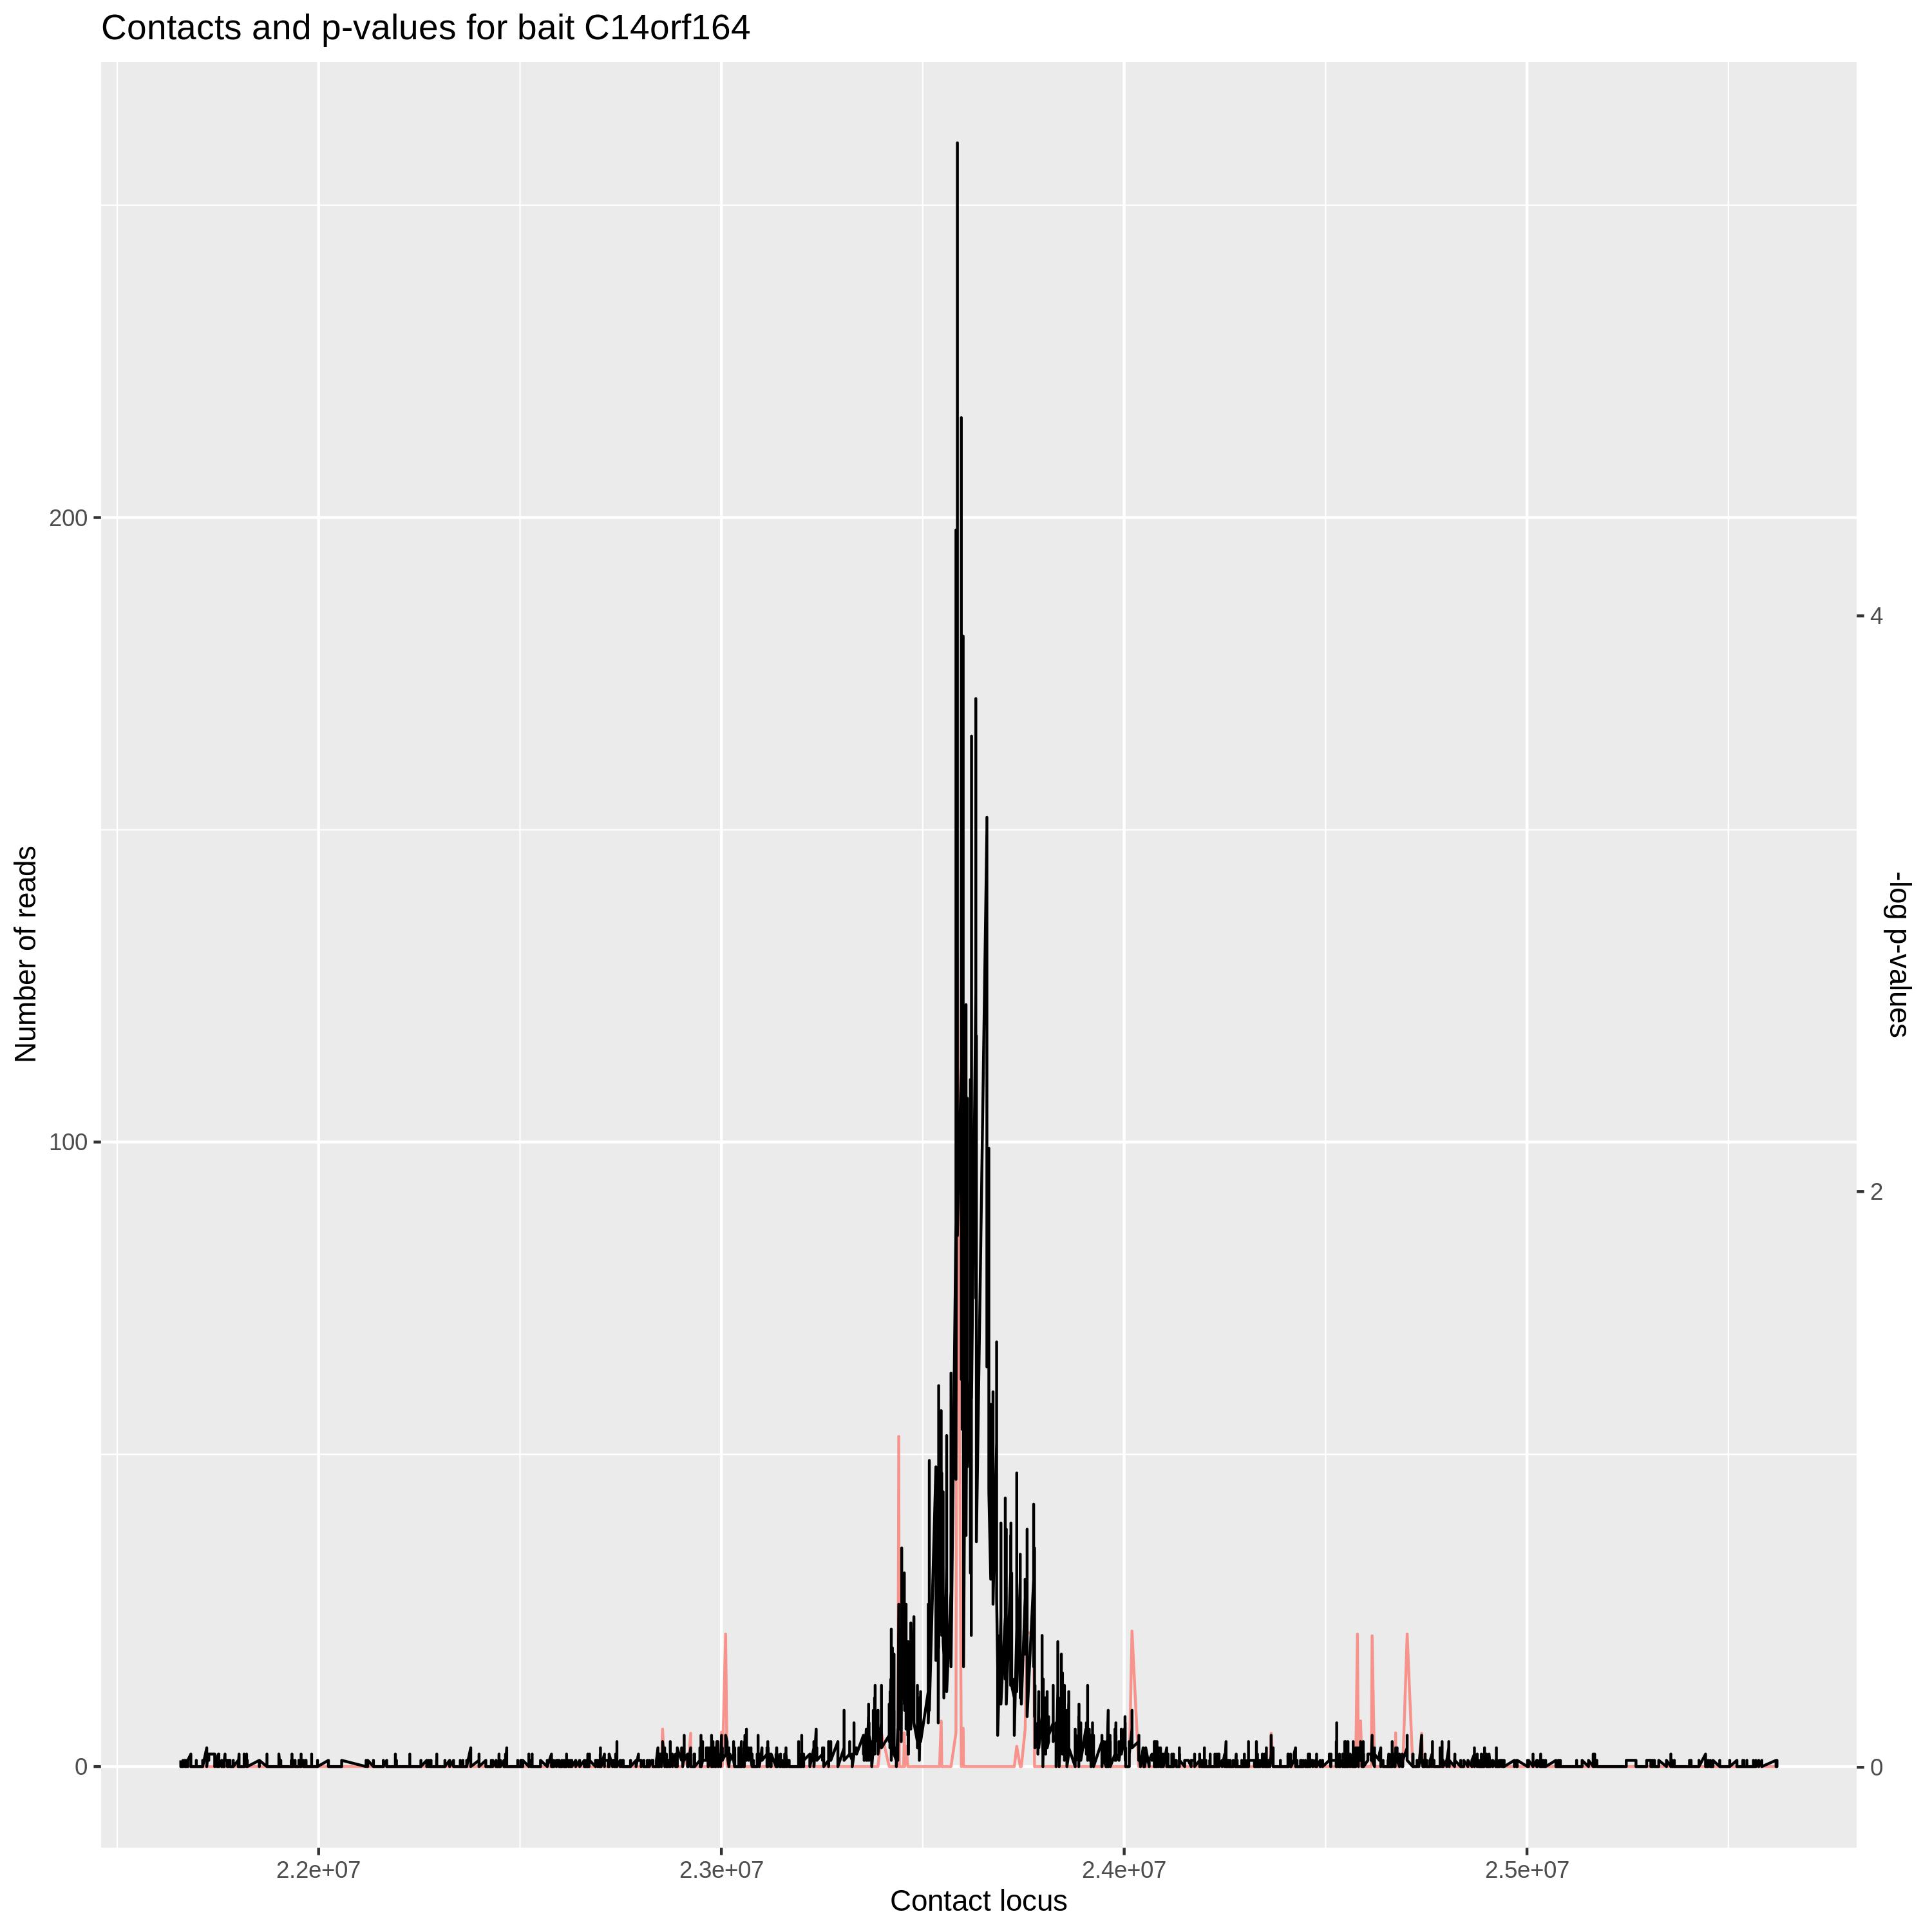 Contacts and p-values for bait C14orf164
Number of reads
200
100
0
4
2
0
-log p-values
2.2e+07 2.3e+07 2.4e+07 2.5e+07
Contact locus